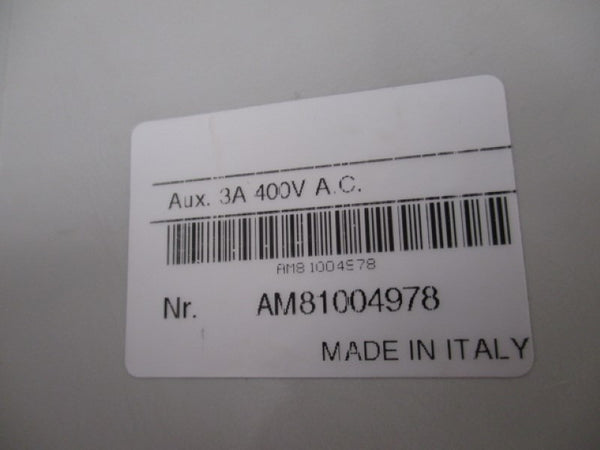 Aux. 3A 400V A.C.
AM81004978
Nr. AM81004978
MADE IN ITALY